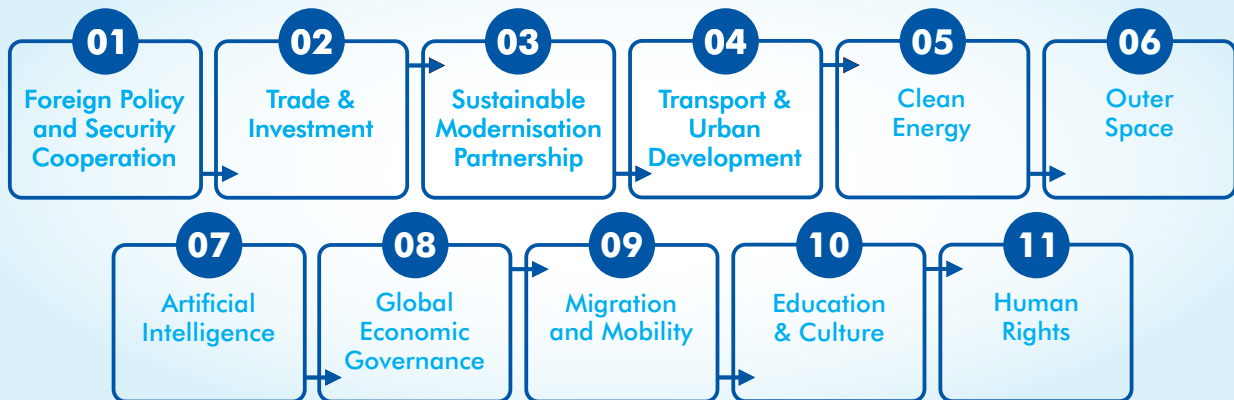 01
Foreign Policy
and Security
Cooperation
02
Trade &
Investment
03
Sustainable
Modernisation
Partnership
04
Transport &
Urban
Development
05
Clean
Energy
06
Outer
Space
07
Artificial
Intelligence
08
Global
Economic
Governance
09
Migration
and Mobility
10
Education
& Culture
11
Human
Rights